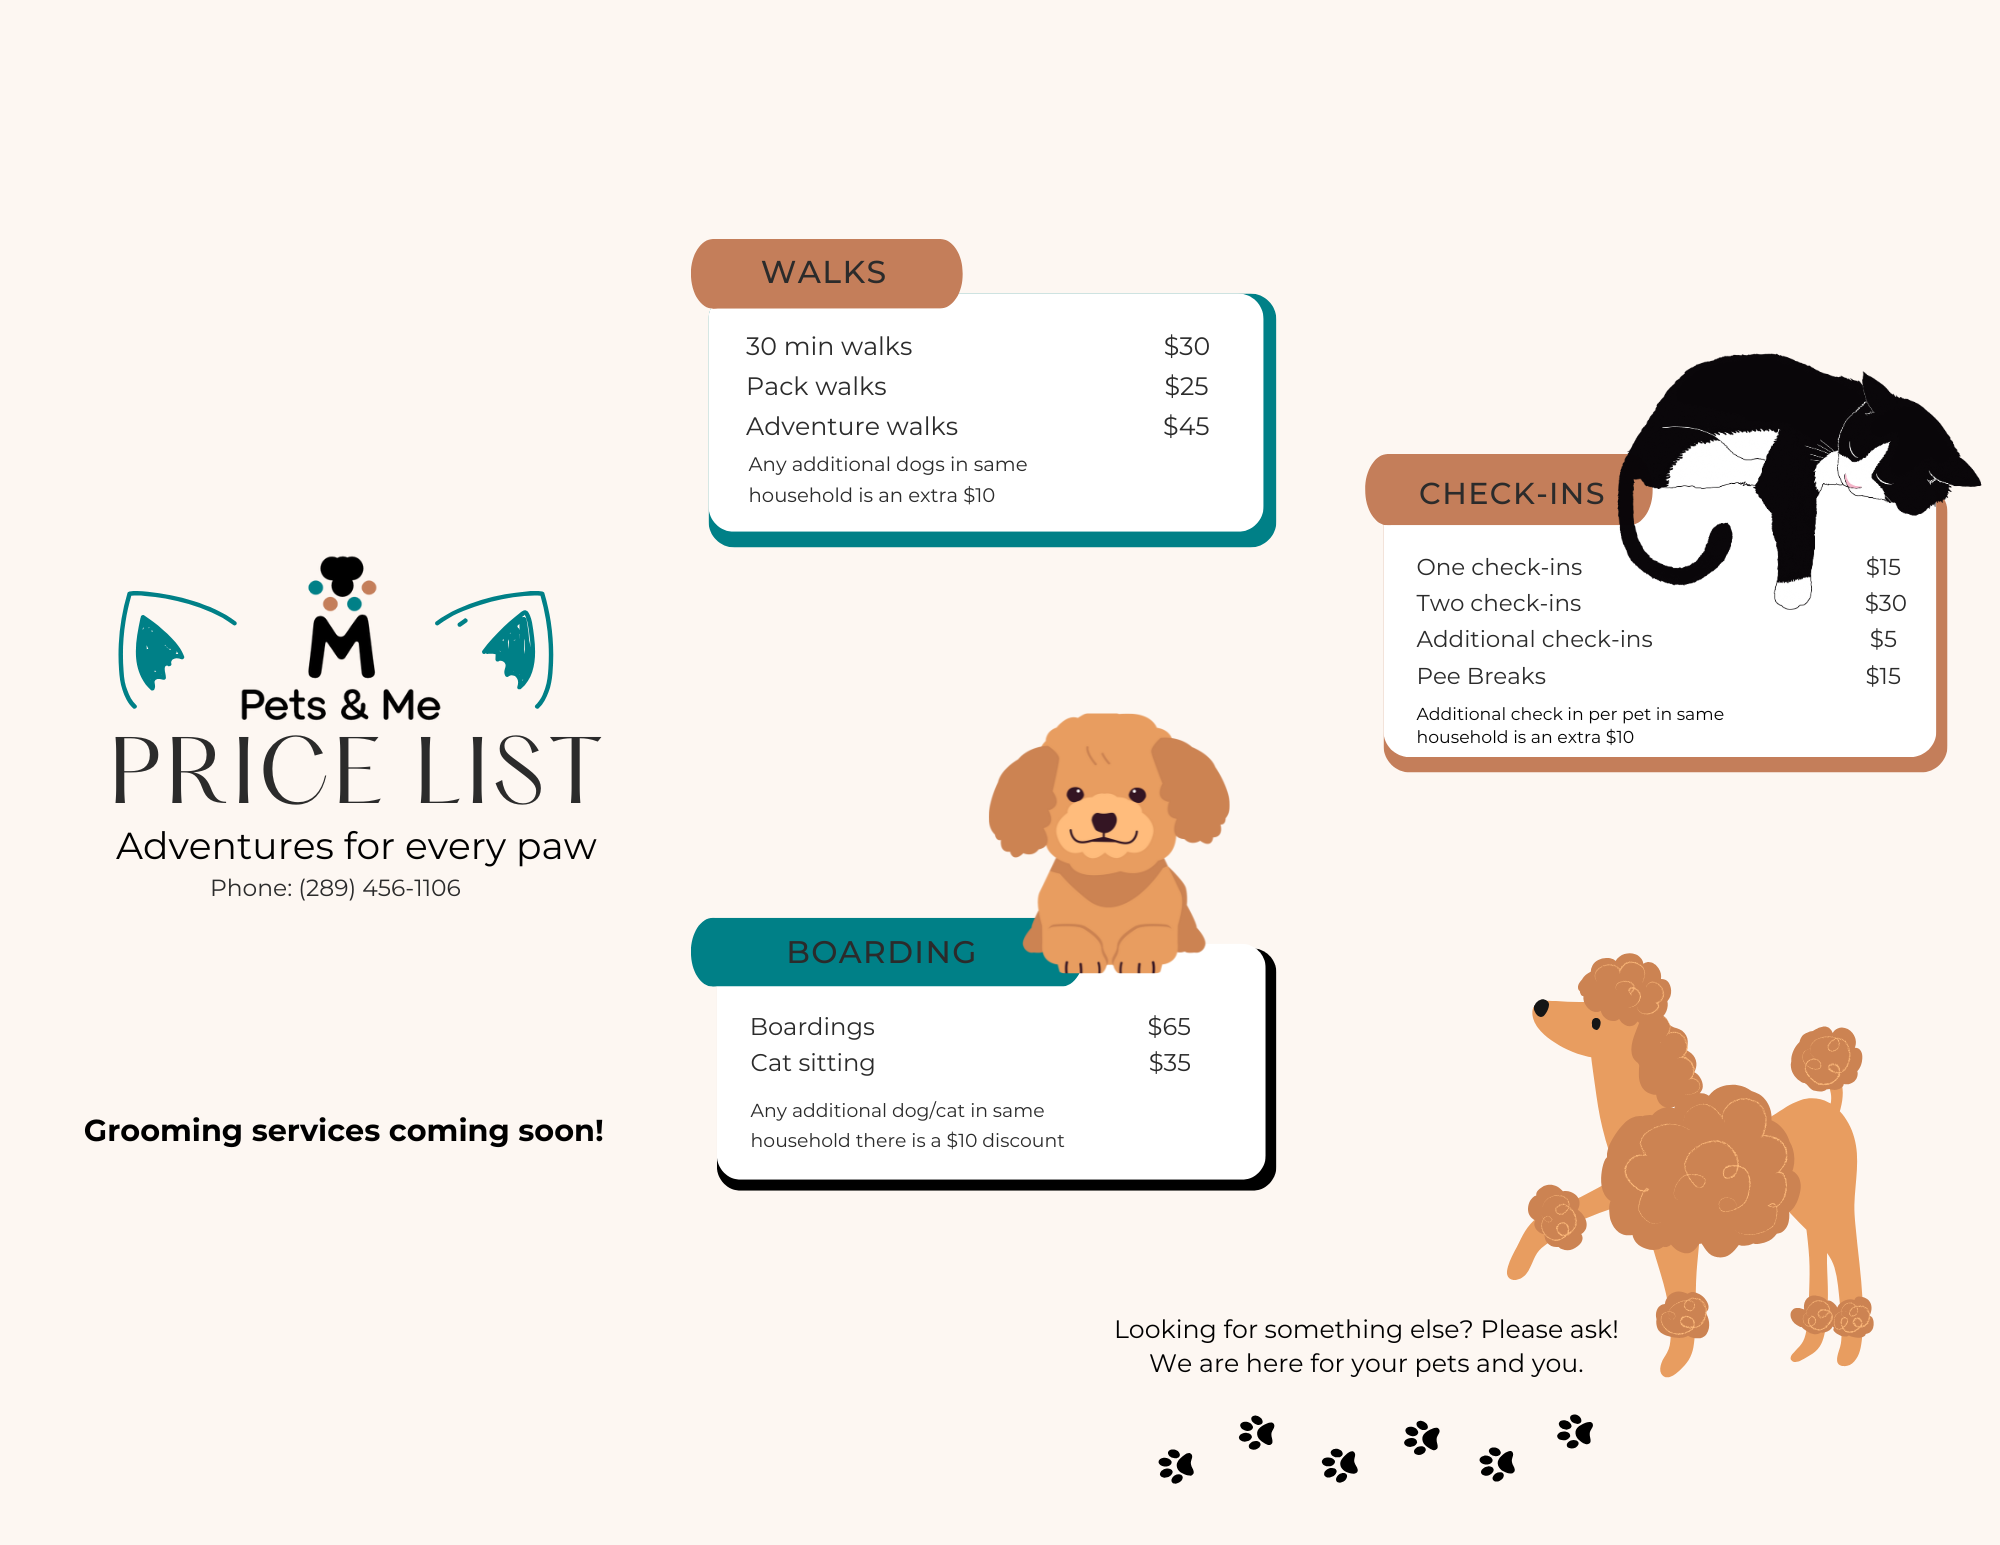 M
Pets & Me
PRICE LIST
Adventures for every paw
Phone: (289) 456-1106
Grooming services coming soon!
WALKS
30 min walks $30
Pack walks $25
Adventure walks $45
Any additional dogs in same
household is an extra $10
BOARDING
Boardings $65
Cat sitting $35
Any additional dog/cat in same
household there is a $10 discount
CHECK-INS
One check-ins $15
Two check-ins $30
Additional check-ins $5
Pee Breaks $15
Additional check in per pet in same
household is an extra $10
Looking for something else? Please ask!
We are here for your pets and you.